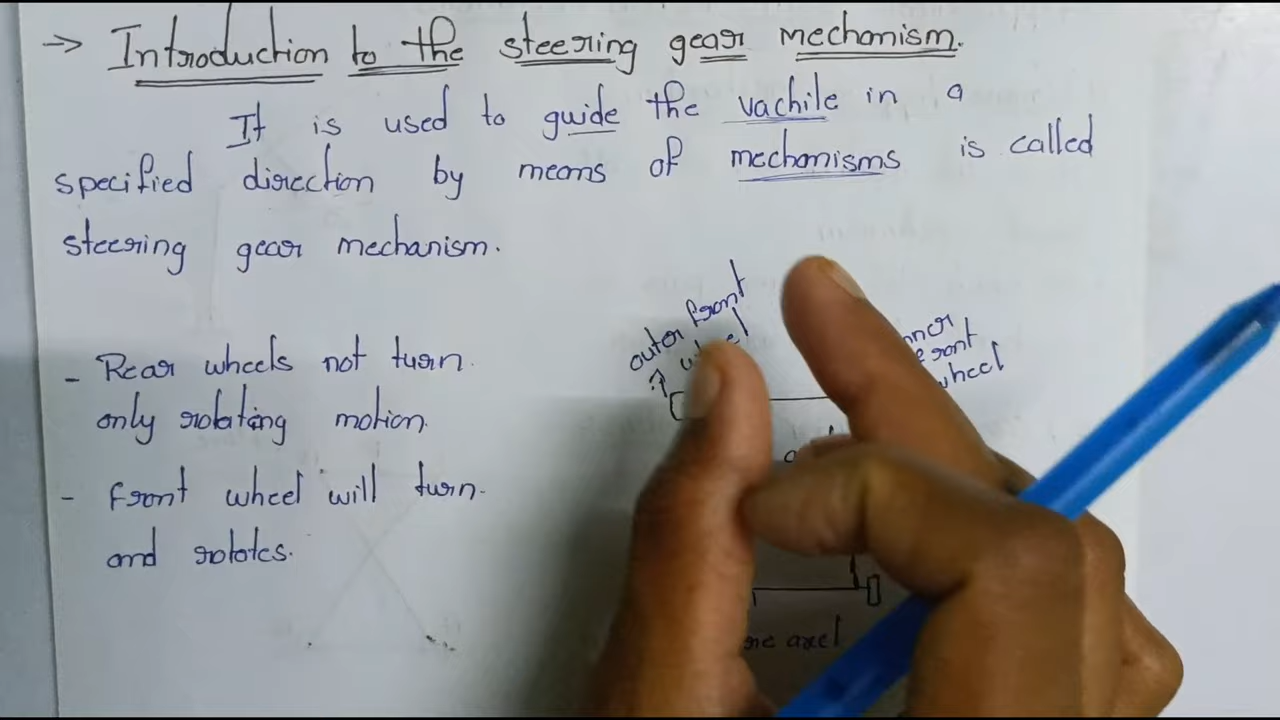 → Introduction to the steering gear mechanism.
It is used to guide the vachile in a
specified direction by means of mechanisms is called
steering gear mechanism.
- Rear wheels not turn.
only rotating motion.
- front wheel will turn.
and rotates.
outer front
front
wheel
axel